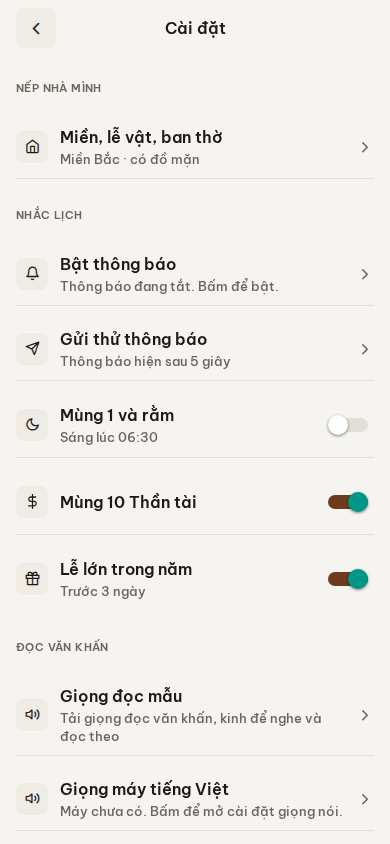 Cài đặt
NẾP NHÀ MÌNH
Miền, lễ vật, ban thờ
Miền Bắc · có đồ mặn
NHẮC LỊCH
Bật thông báo
Thông báo đang tắt. Bấm để bật.
Gửi thử thông báo
Thông báo hiện sau 5 giây
Mùng 1 và rằm
Sáng lúc 06:30
Mùng 10 Thần tài
Lễ lớn trong năm
Trước 3 ngày
ĐỌC VĂN KHẤN
Giọng đọc mẫu
Tải giọng đọc văn khấn, kinh để nghe và
đọc theo
Giọng máy tiếng Việt
Máy chưa có. Bấm để mở cài đặt giọng nói.